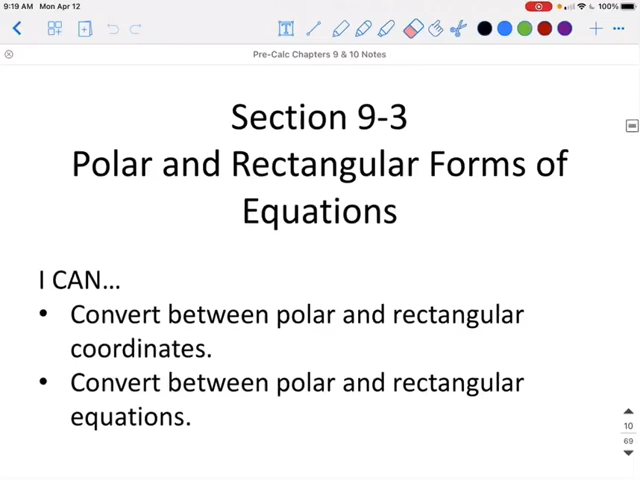 9:19 AM Mon Apr 12 100%
Pre-Calc Chapters 9 & 10 Notes
Section 9-3
Polar and Rectangular Forms of
Equations
I CAN…
• Convert between polar and rectangular
coordinates.
• Convert between polar and rectangular
equations.
10
69